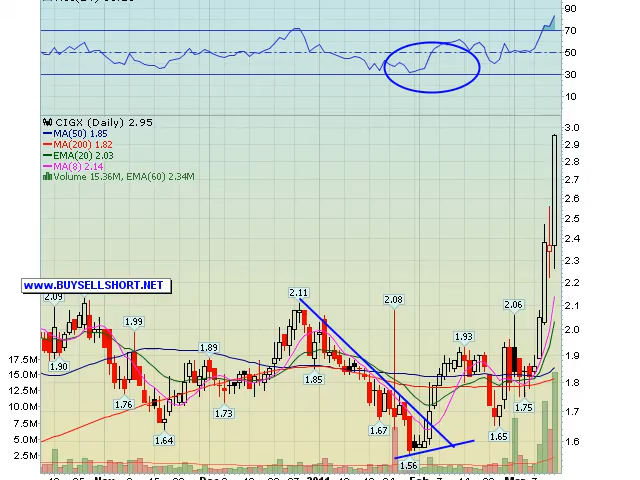 90
70
50
30
10
CIGX (Daily) 2.95
MA(50) 1.85
MA(200) 1.82
EMA(20) 2.03
MA(8) 2.14
Volume 15.36M, EMA(60) 2.34M
3.0
2.9
2.8
2.7
2.6
2.5
2.4
2.3
2.2
2.1
2.0
1.9
1.8
1.7
1.6
www.BUYSELLSHORT.NET
2.09
2.11
2.08
2.06
1.99
1.93
1.89
1.90
1.85
1.76
1.73
1.75
1.67
1.64
1.65
1.56
17.5M
15.0M
12.5M
10.0M
7.5M
5.0M
2.5M